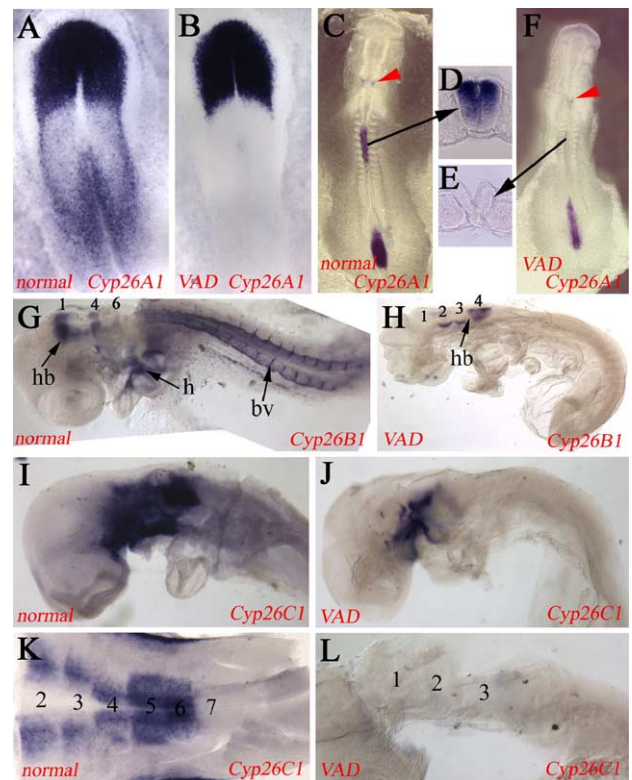 A
B
C
D
E
F
normal Cyp26A1
VAD Cyp26A1
normal Cyp26A1
VAD Cyp26A1
G
1 4 6
hb
h
bv
normal
Cyp26B1
H
1 2 3 4
hb
VAD
Cyp26B1
I
normal
Cyp26C1
J
VAD
Cyp26C1
K
2 3 4 5 6 7
normal
Cyp26C1
L
1 2 3
VAD
Cyp26C1